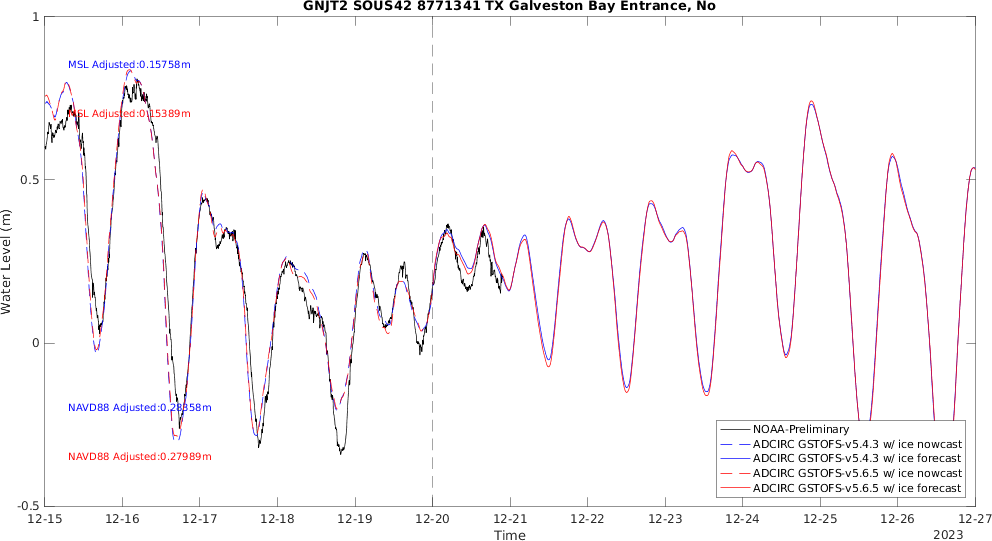 GNJT2 SOUS42 8771341 TX Galveston Bay Entrance, No
Water Level (m)
1
0.5
0
-0.5
MSL Adjusted:0.15758m
MSL Adjusted:0.15389m
NAVD88 Adjusted:0.28358m
NAVD88 Adjusted:0.27989m
NOAA-Preliminary
ADCIRC GSTOFS-v5.4.3 w/ ice nowcast
ADCIRC GSTOFS-v5.4.3 w/ ice forecast
ADCIRC GSTOFS-v5.6.5 w/ ice nowcast
ADCIRC GSTOFS-v5.6.5 w/ ice forecast
12-15 12-16 12-17 12-18 12-19 12-20 12-21 12-22 12-23 12-24 12-25 12-26 12-27
Time
2023